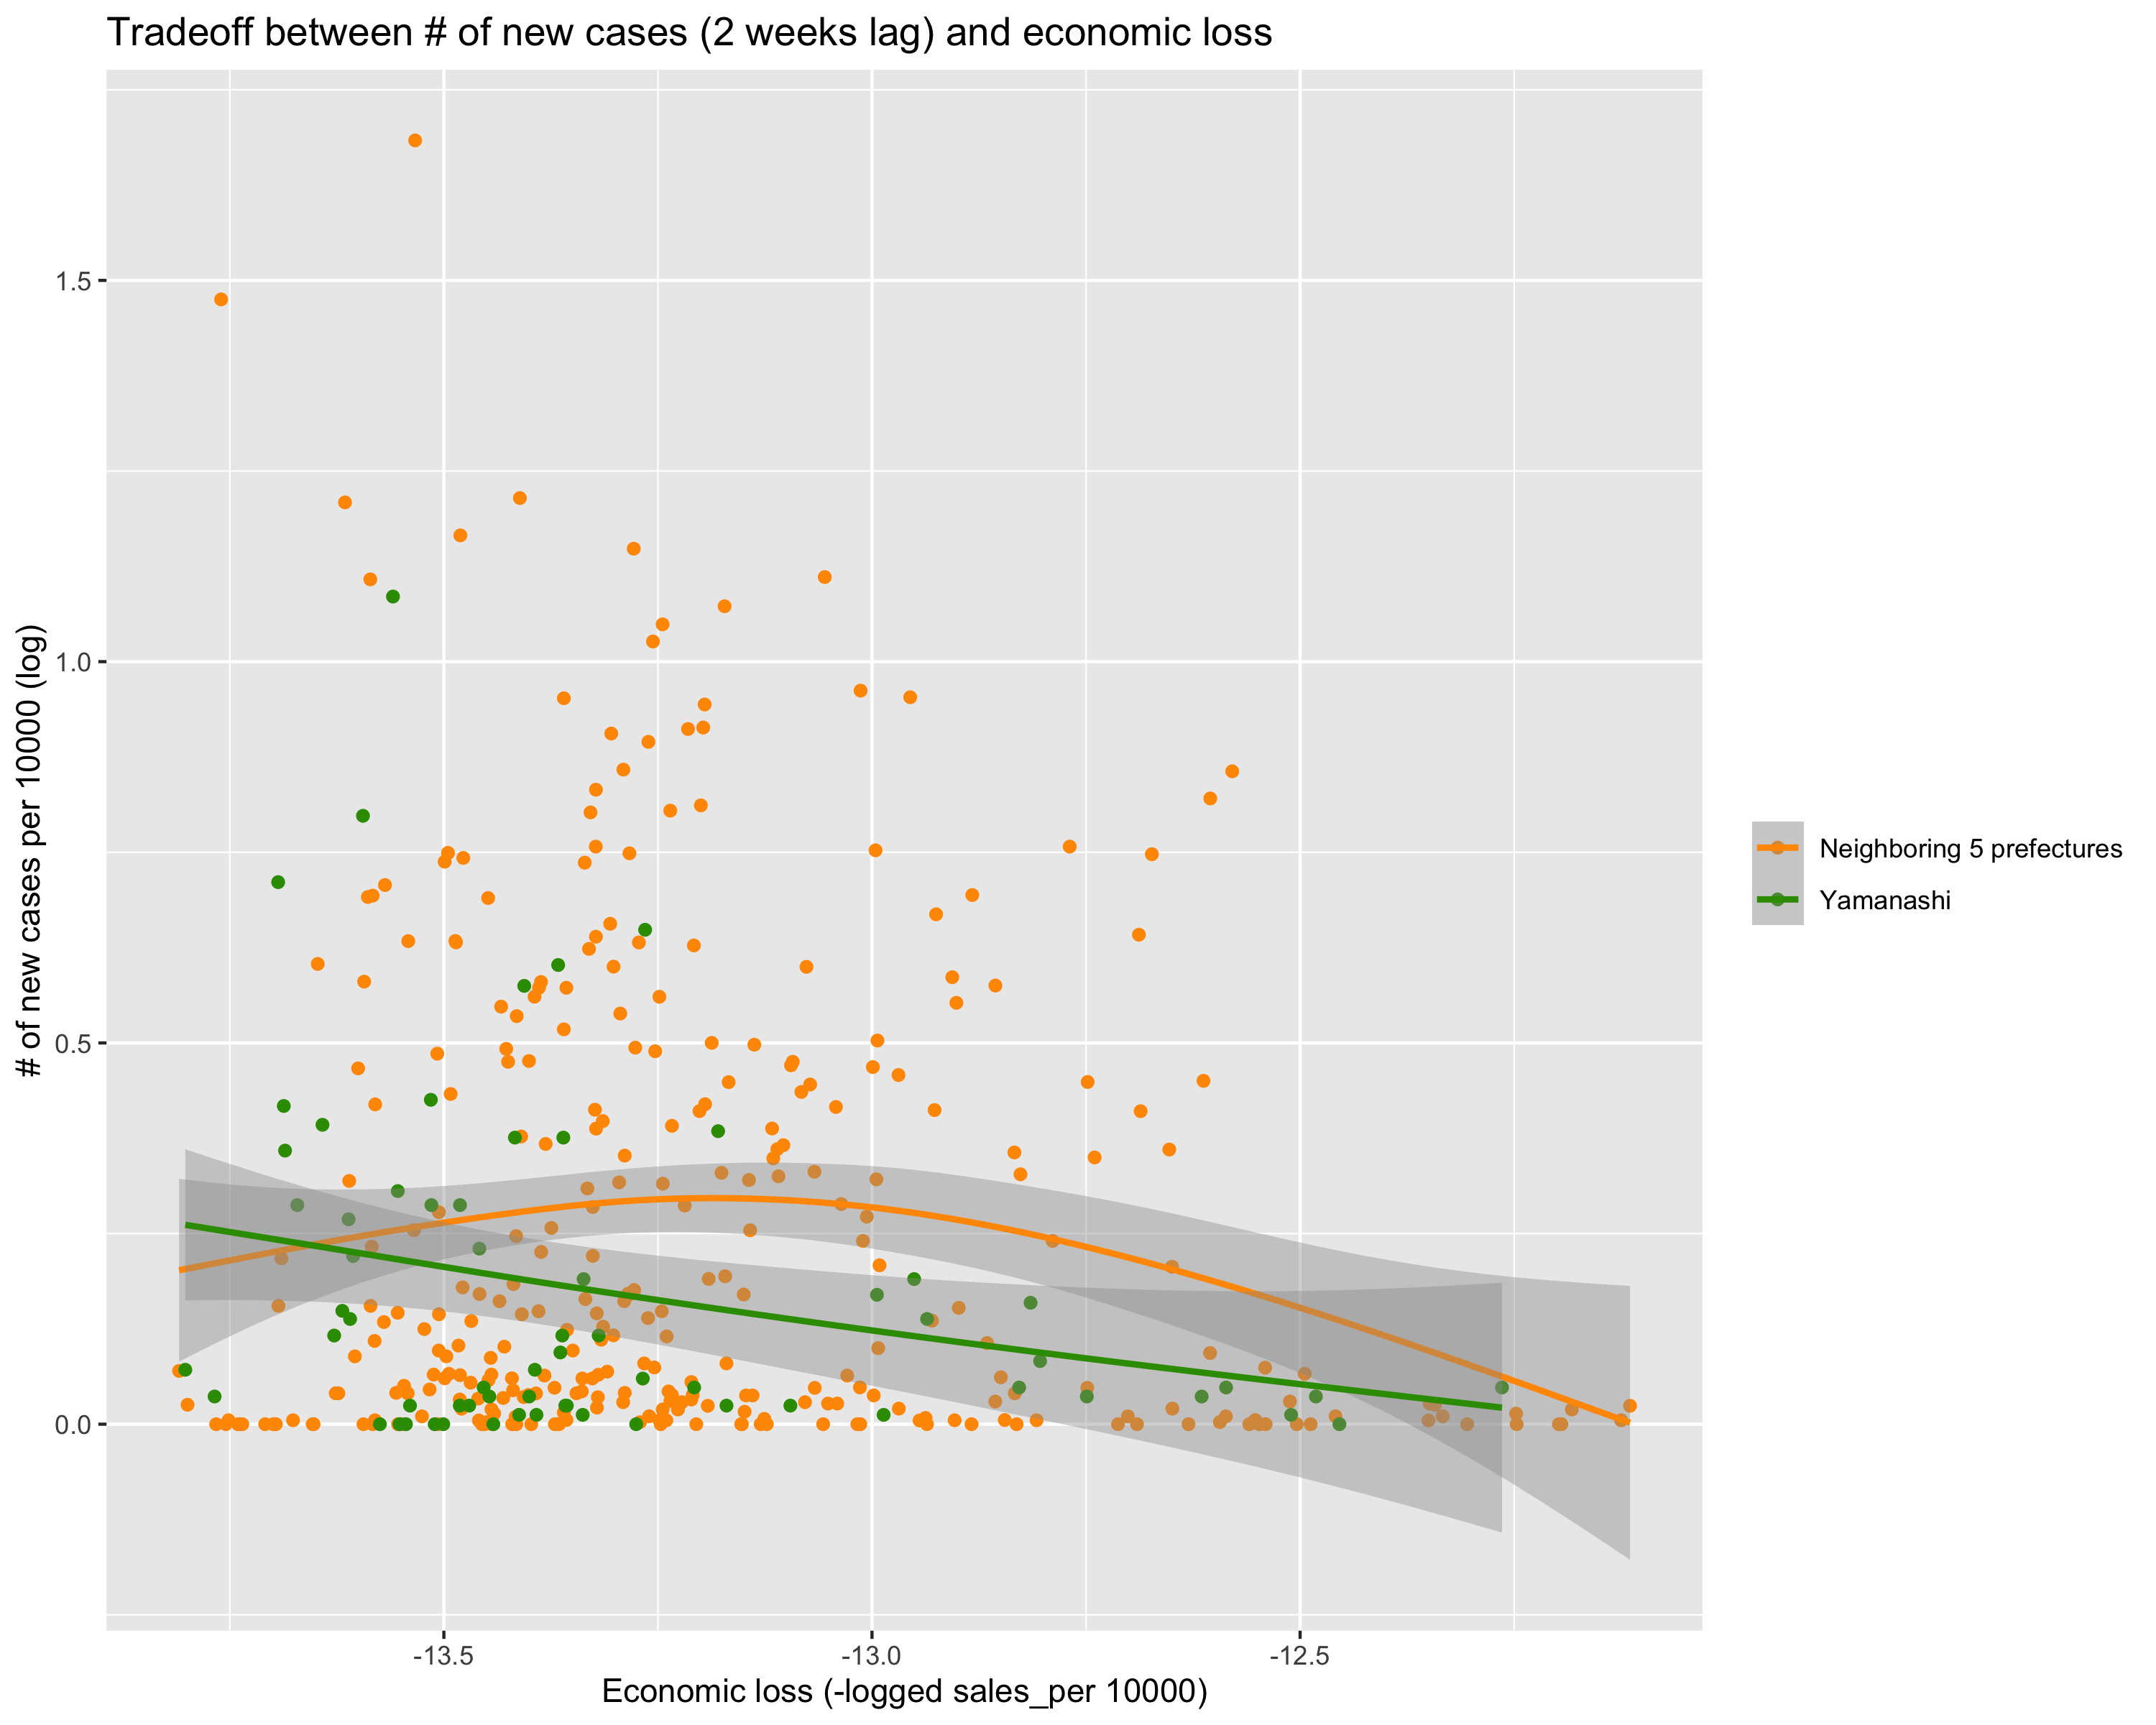 Tradeoff between # of new cases (2 weeks lag) and economic loss
# of new cases per 10000 (log)
1.5
1.0
0.5
0.0
-13.5
-13.0
-12.5
Economic loss (-logged sales_per 10000)
Neighboring 5 prefectures
Yamanashi